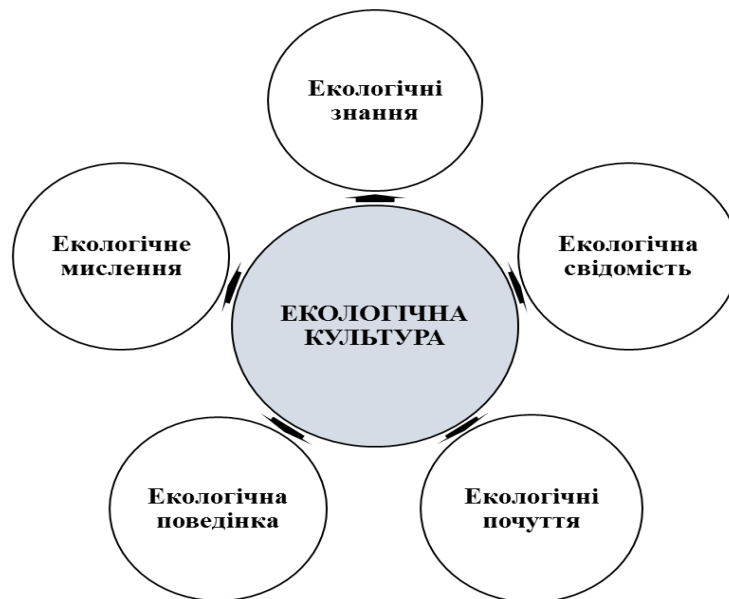 Екологічні
знання
Екологічне
мислення
Екологічна
свідомість
ЕКОЛОГІЧНА
КУЛЬТУРА
Екологічна
поведінка
Екологічні
почуття